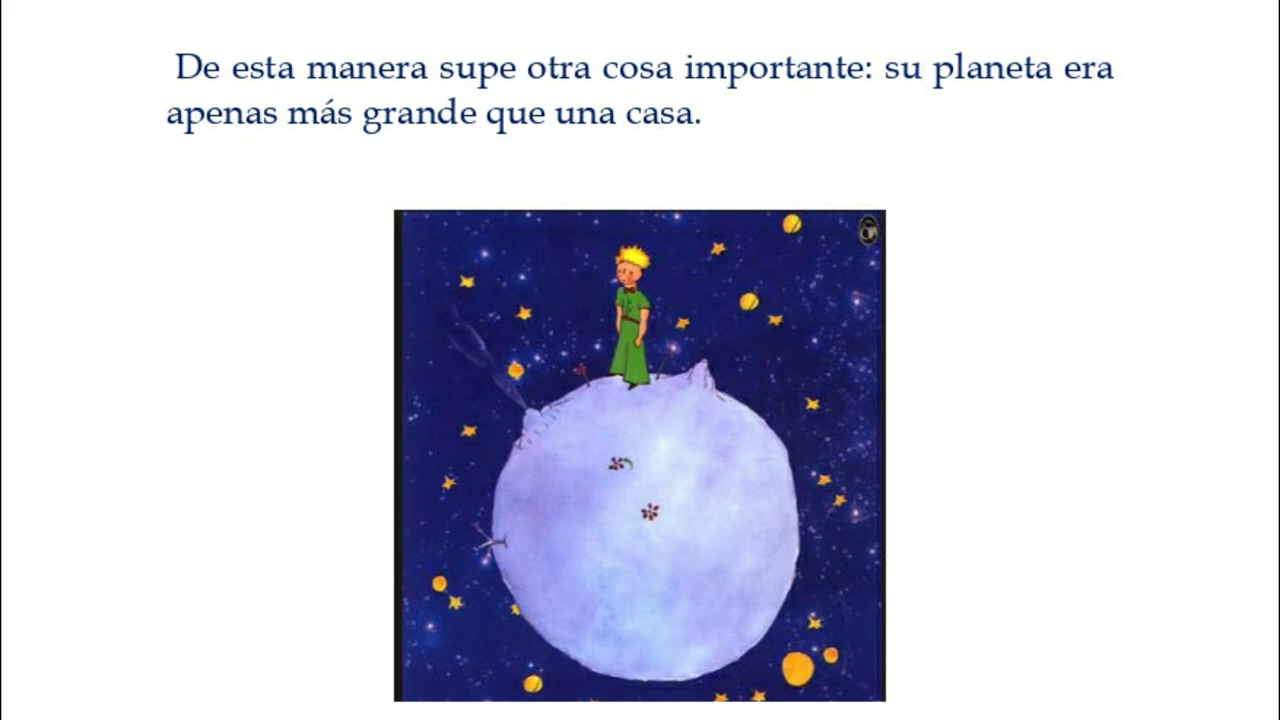 De esta manera supe otra cosa importante: su planeta era
apenas más grande que una casa.